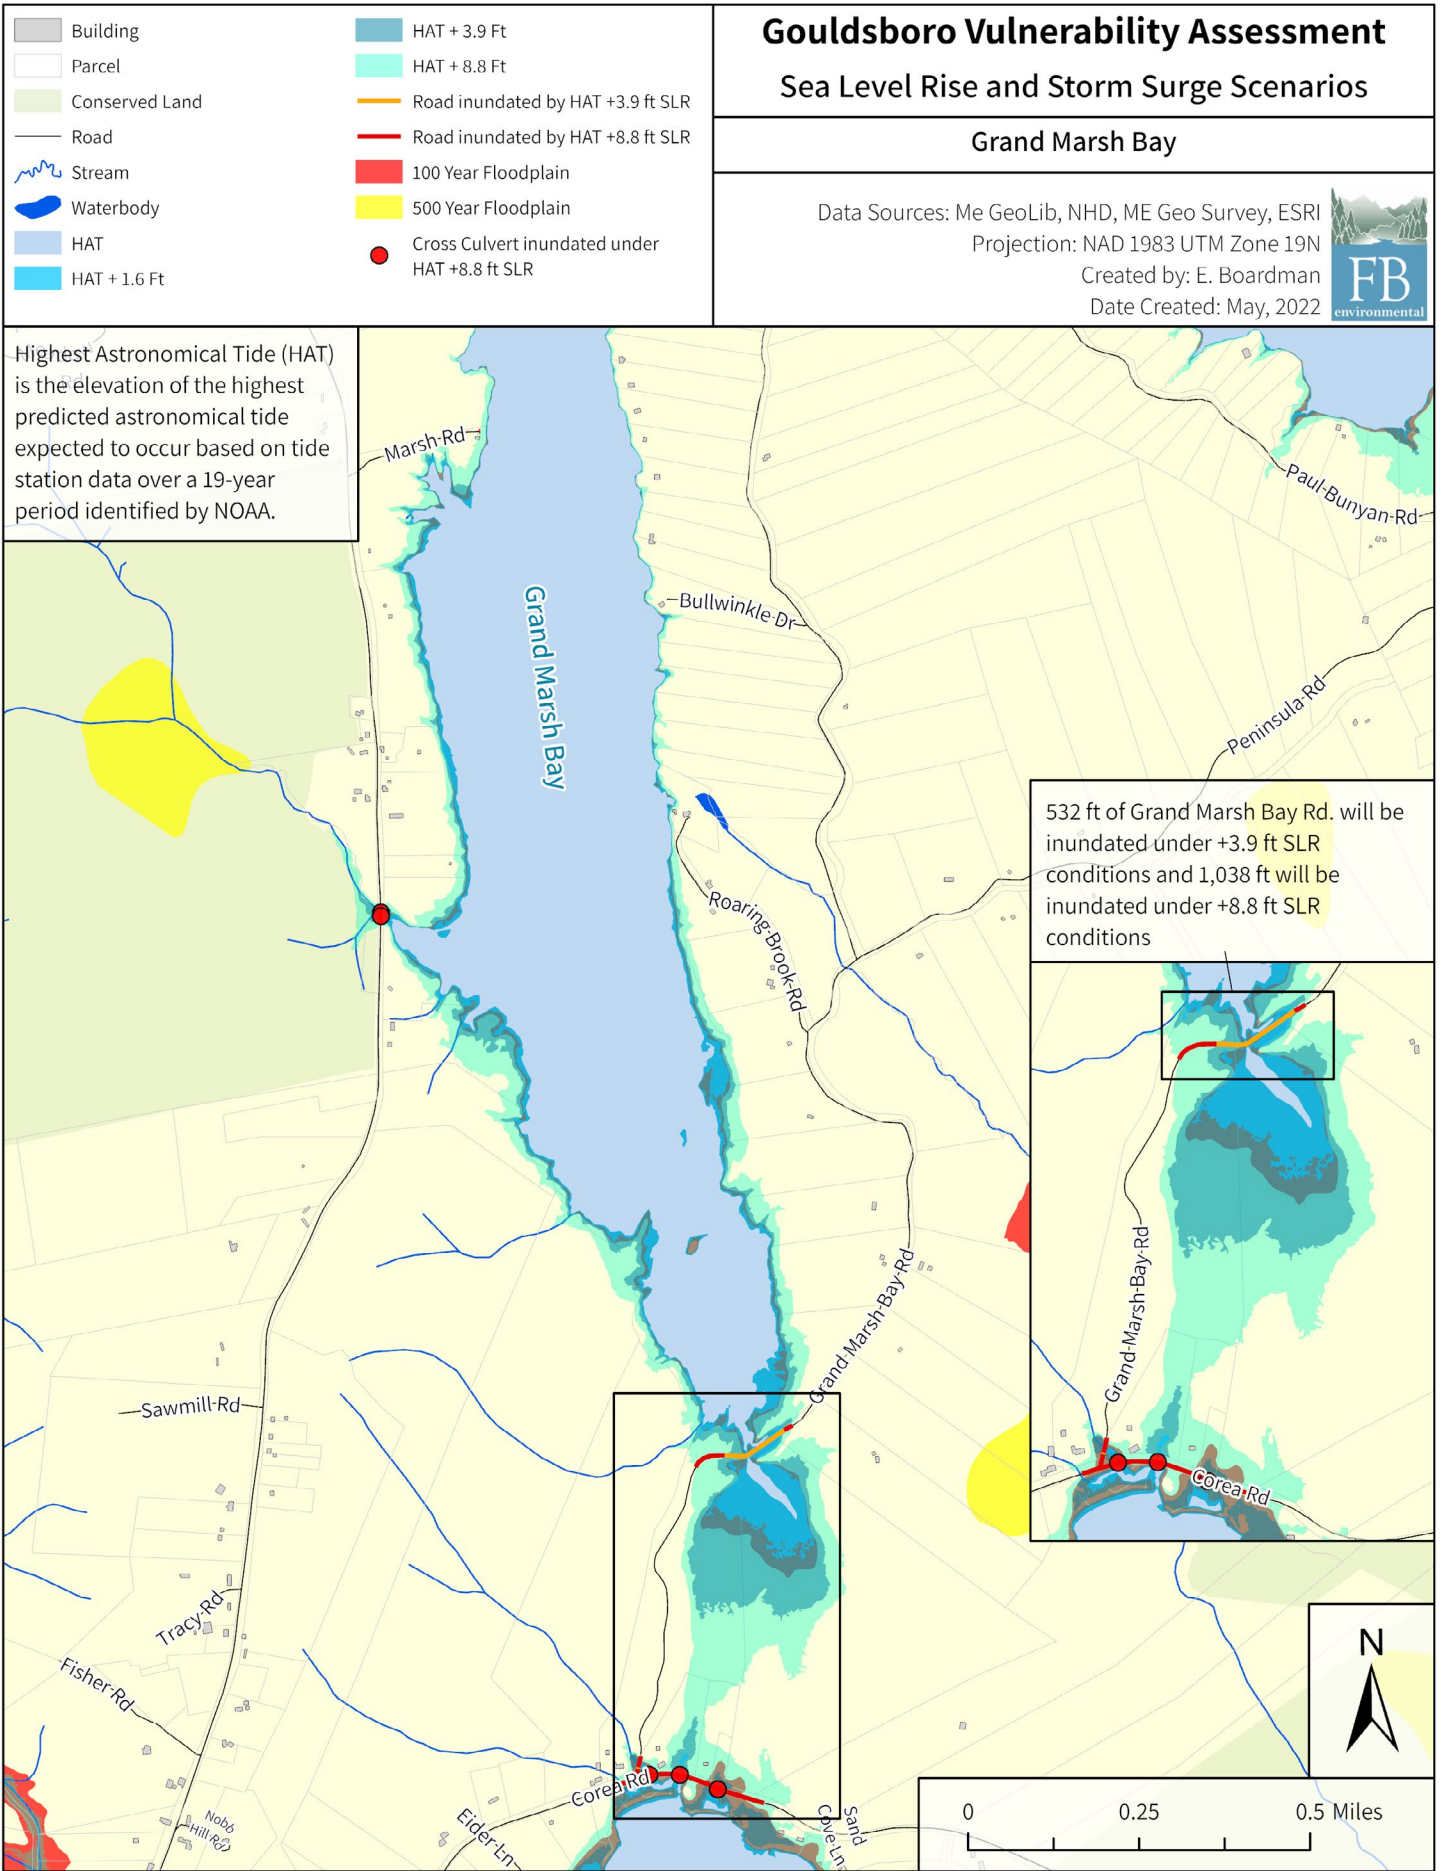 Building
Parcel
Conserved Land
Road
Stream
Waterbody
HAT
HAT + 1.6 Ft
HAT + 3.9 Ft
HAT + 8.8 Ft
Road inundated by HAT +3.9 ft SLR
Road inundated by HAT +8.8 ft SLR
100 Year Floodplain
500 Year Floodplain
Cross Culvert inundated under
HAT +8.8 ft SLR
Gouldsboro Vulnerability Assessment
Sea Level Rise and Storm Surge Scenarios
Grand Marsh Bay
Data Sources: Me GeoLib, NHD, ME Geo Survey, ESRI
Projection: NAD 1983 UTM Zone 19N
Created by: E. Boardman
Date Created: May, 2022
FB
environmental
Highest Astronomical Tide (HAT)
is the elevation of the highest
predicted astronomical tide
expected to occur based on tide
station data over a 19-year
period identified by NOAA.
Rd
Marsh Rd
Paul Bunyan Rd
Grand Marsh Bay
Bullwinkle Dr
Peninsula Rd
532 ft of Grand Marsh Bay Rd. will be
inundated under +3.9 ft SLR
conditions and 1,038 ft will be
inundated under +8.8 ft SLR
conditions
Roaring Brook Rd
Grand Marsh Bay Rd
Grand Marsh Bay Rd
Corea Rd
Sawmill Rd
Tracy Rd
Fisher Rd
Nobb
Hill Rd
Corea Rd
Eider Ln
Sand
Cove Ln
N
0 0.25 0.5 Miles